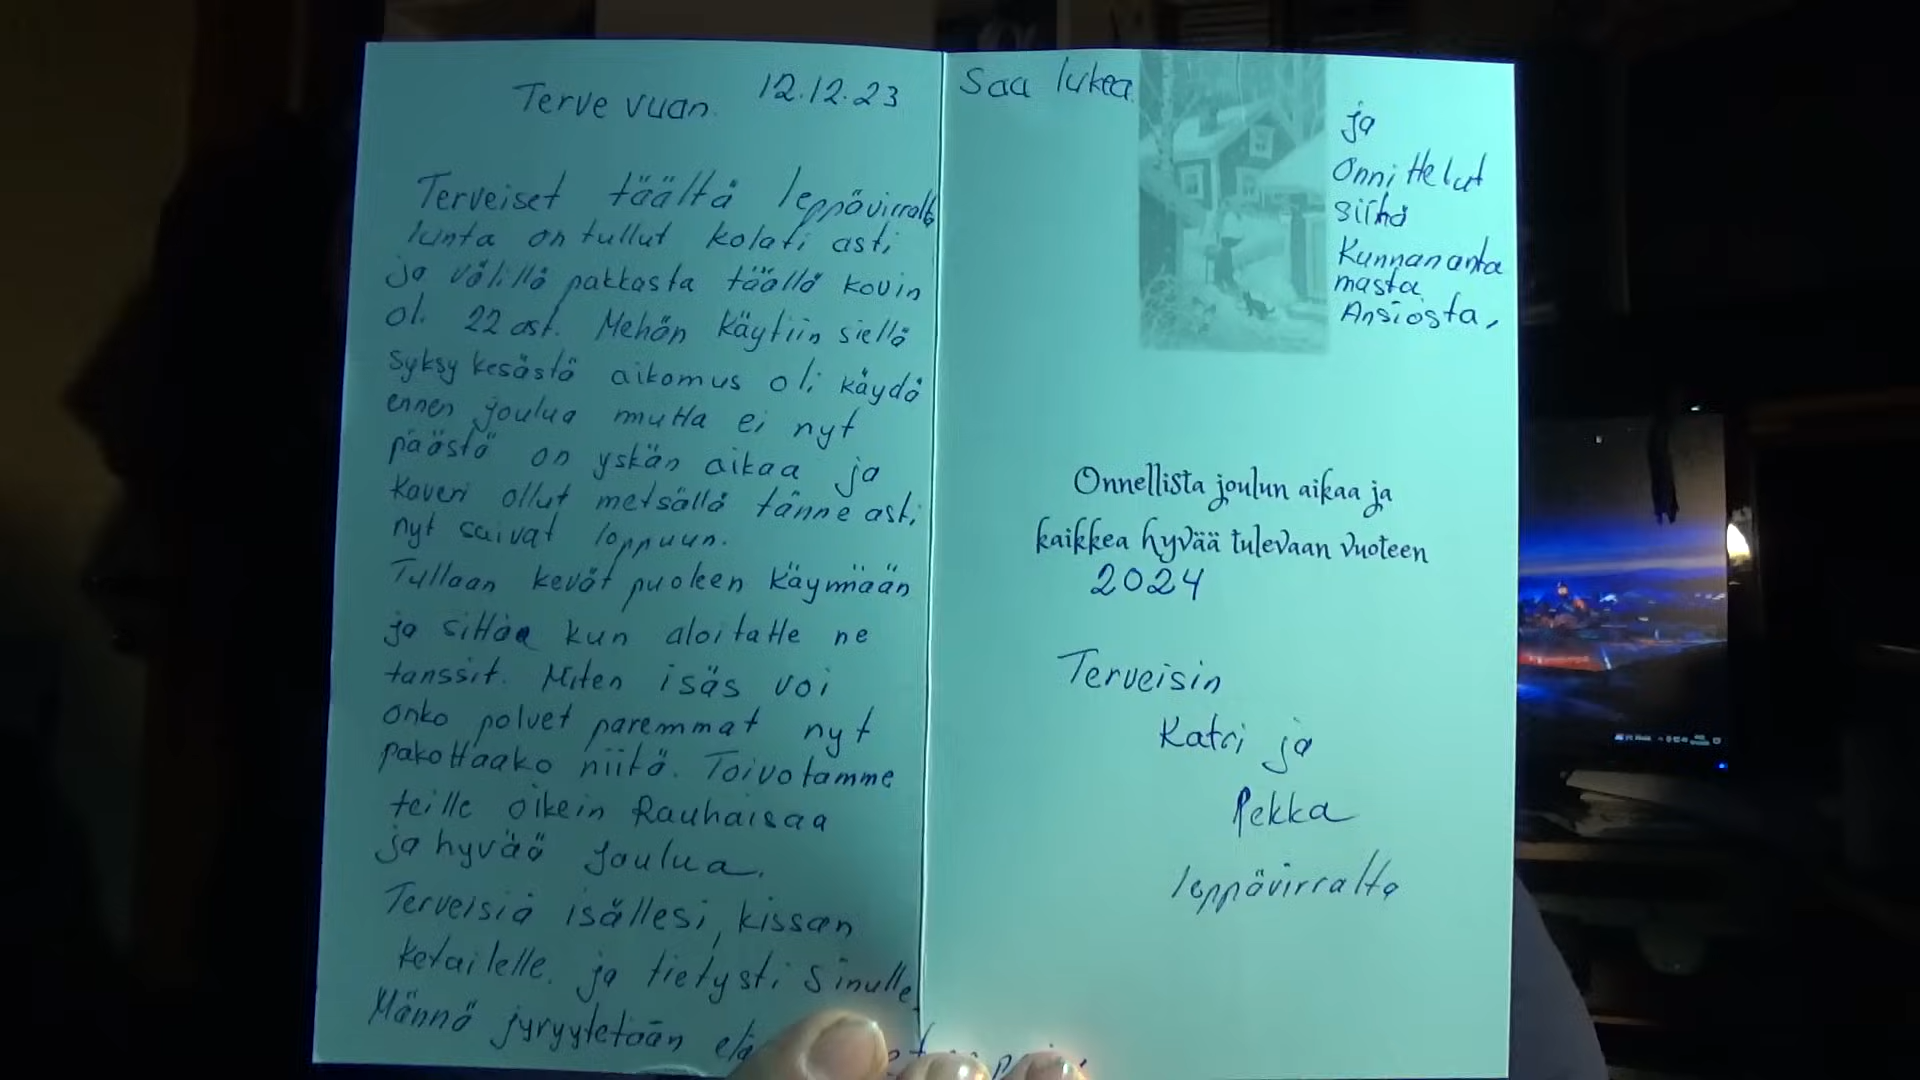 Terve vuan. 12.12.23
Terveiset täältä leppävirralta
lunta on tullut kolati asti
ja välillä pakkasta täällä kovin
oli 22 ast. Mehän käytiin siellä
syksy kesästä aikomus oli käydä
ennen joulua mutta ei nyt
päästä on yskän aikaa ja
kaveri ollut metsällä tänne asti
nyt saivat loppuun.
Tullaan kevät puoleen käymään
ja sittää kun aloitatte ne
tanssit. Miten isäs voi
onko polvet paremmat nyt
pakottaako niitä. Toivotamme
teille oikein Rauhaisaa
ja hyvää Joulua.
Terveisiä isällesi, kissan
ketailelle. ja tietysti Sinulle.
Männä jyryytetään
Saa lukea.
ja
Onnittelut
siitä
Kunnananta
masta
Ansiosta,
Onnellista joulun aikaa ja
kaikkea hyvää tulevaan vuoteen
2024
Terveisin
Katri ja
Pekka
leppävirralta